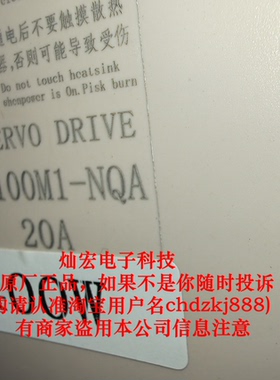 电后不要触摸散热
器,否则可能导致受伤
Do not touch heatsink
when power is On. Pisk burn
ERVO DRIVE
100M1-NQA
20A
灿宏电子科技
原厂正品,如果不是你随时投诉
请认准淘宝用户名chdzkj888)
有商家盗用本公司信息注意
00W